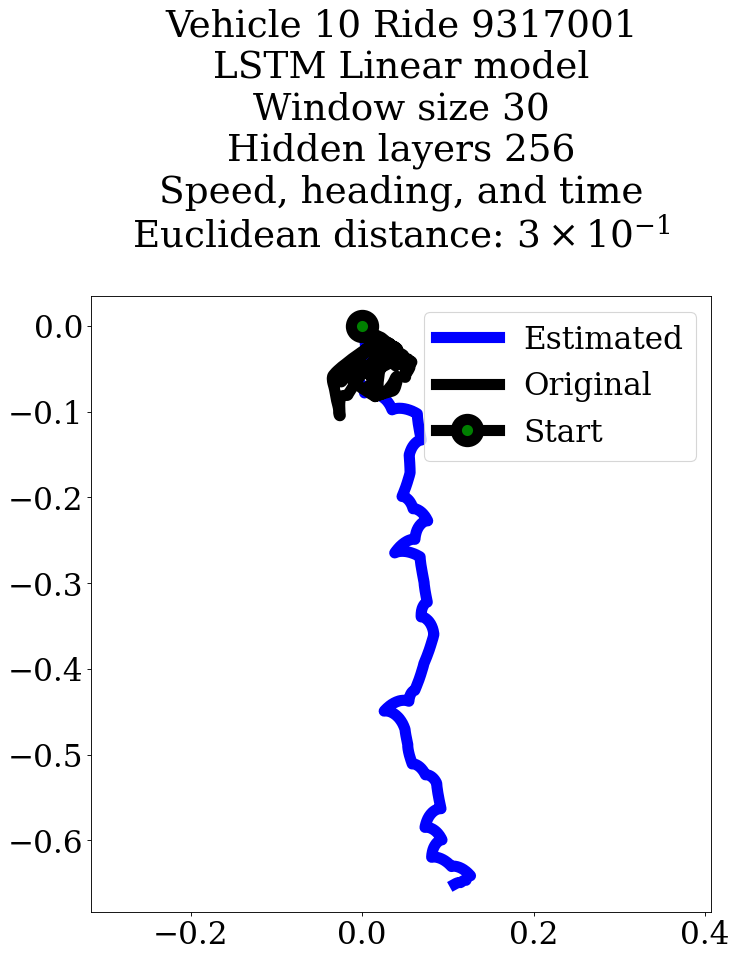 Vehicle 10 Ride 9317001
LSTM Linear model
Window size 30
Hidden layers 256
Speed, heading, and time
Euclidean distance: 3 × 10⁻¹
Estimated
Original
Start
0.0
−0.1
−0.2
−0.3
−0.4
−0.5
−0.6
−0.2 0.0 0.2 0.4